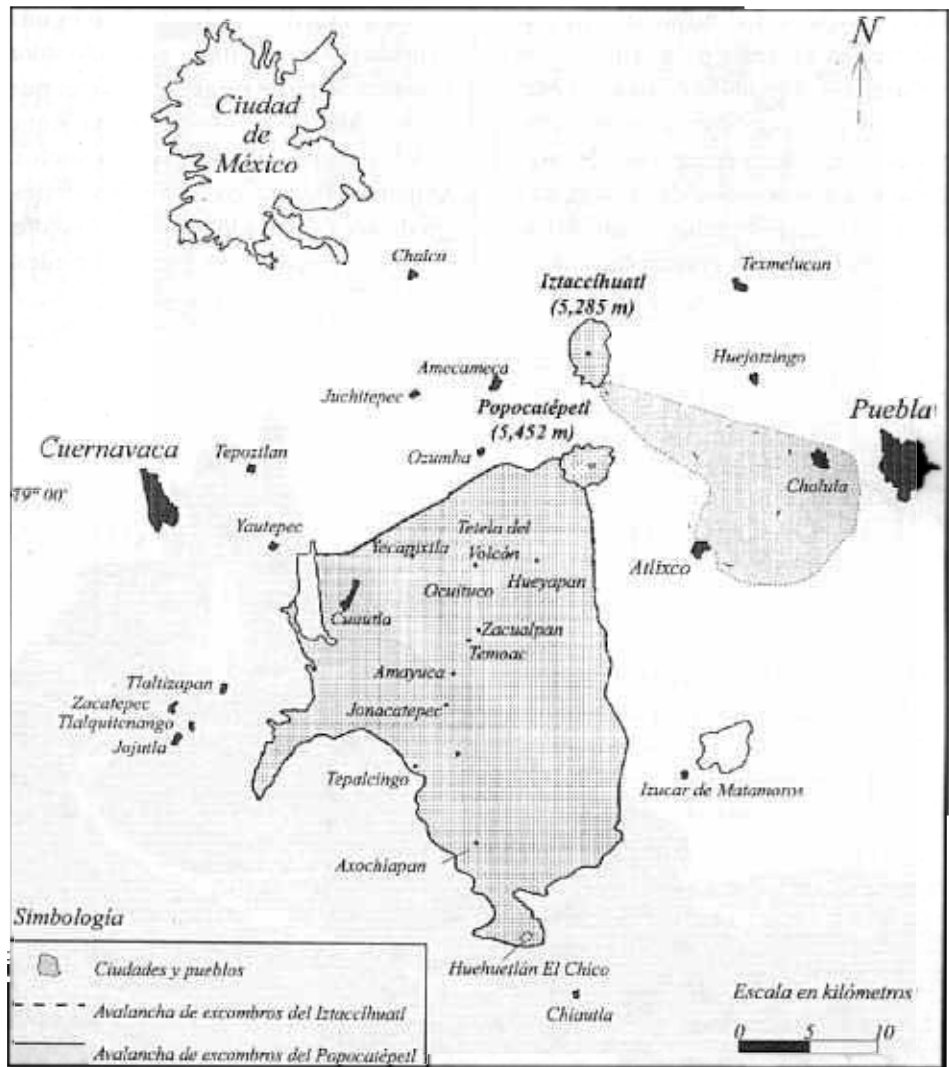 N
Ciudad
de
México
Chalco
Texmelucan
Iztaccíhuatl
(5,285 m)
Huejotzingo
Amecameca
Juchitepec
Popocatépetl
(5,452 m)
Puebla
Cuernavaca
Tepoztlan
Ozumba
Cholula
19° 00'
Yautepec
Yecapixtla
Tetela del
Volcán
Atlixco
Hueyapan
Ocuituco
Cuautla
Zacualpan
Temoac
Amayuca
Tlaltizapan
Zacatepec
Jonacatepec
Tlalquitenango
Jojutla
Tepalcingo
Izucar de Matamoros
Axochiapan
Simbología
Ciudades y pueblos
Huehuetlán El Chico
Escala en kilómetros
Avalancha de escombros del Iztaccíhuatl
Chiautla
0 5 10
Avalancha de escombros del Popocatépetl